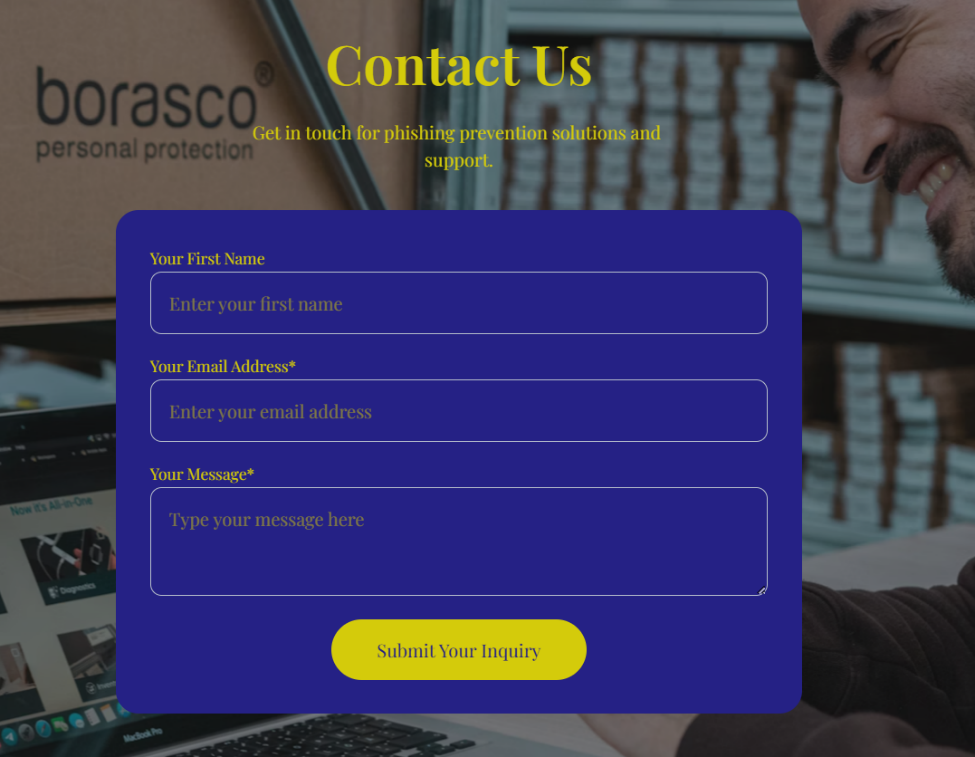 Contact Us
borasco®
personal protection
Get in touch for phishing prevention solutions and
support.
Your First Name
Enter your first name
Your Email Address*
Enter your email address
Your Message*
Type your message here
Submit Your Inquiry
Now it's All-in-One
Diagnostics
MacBook Pro